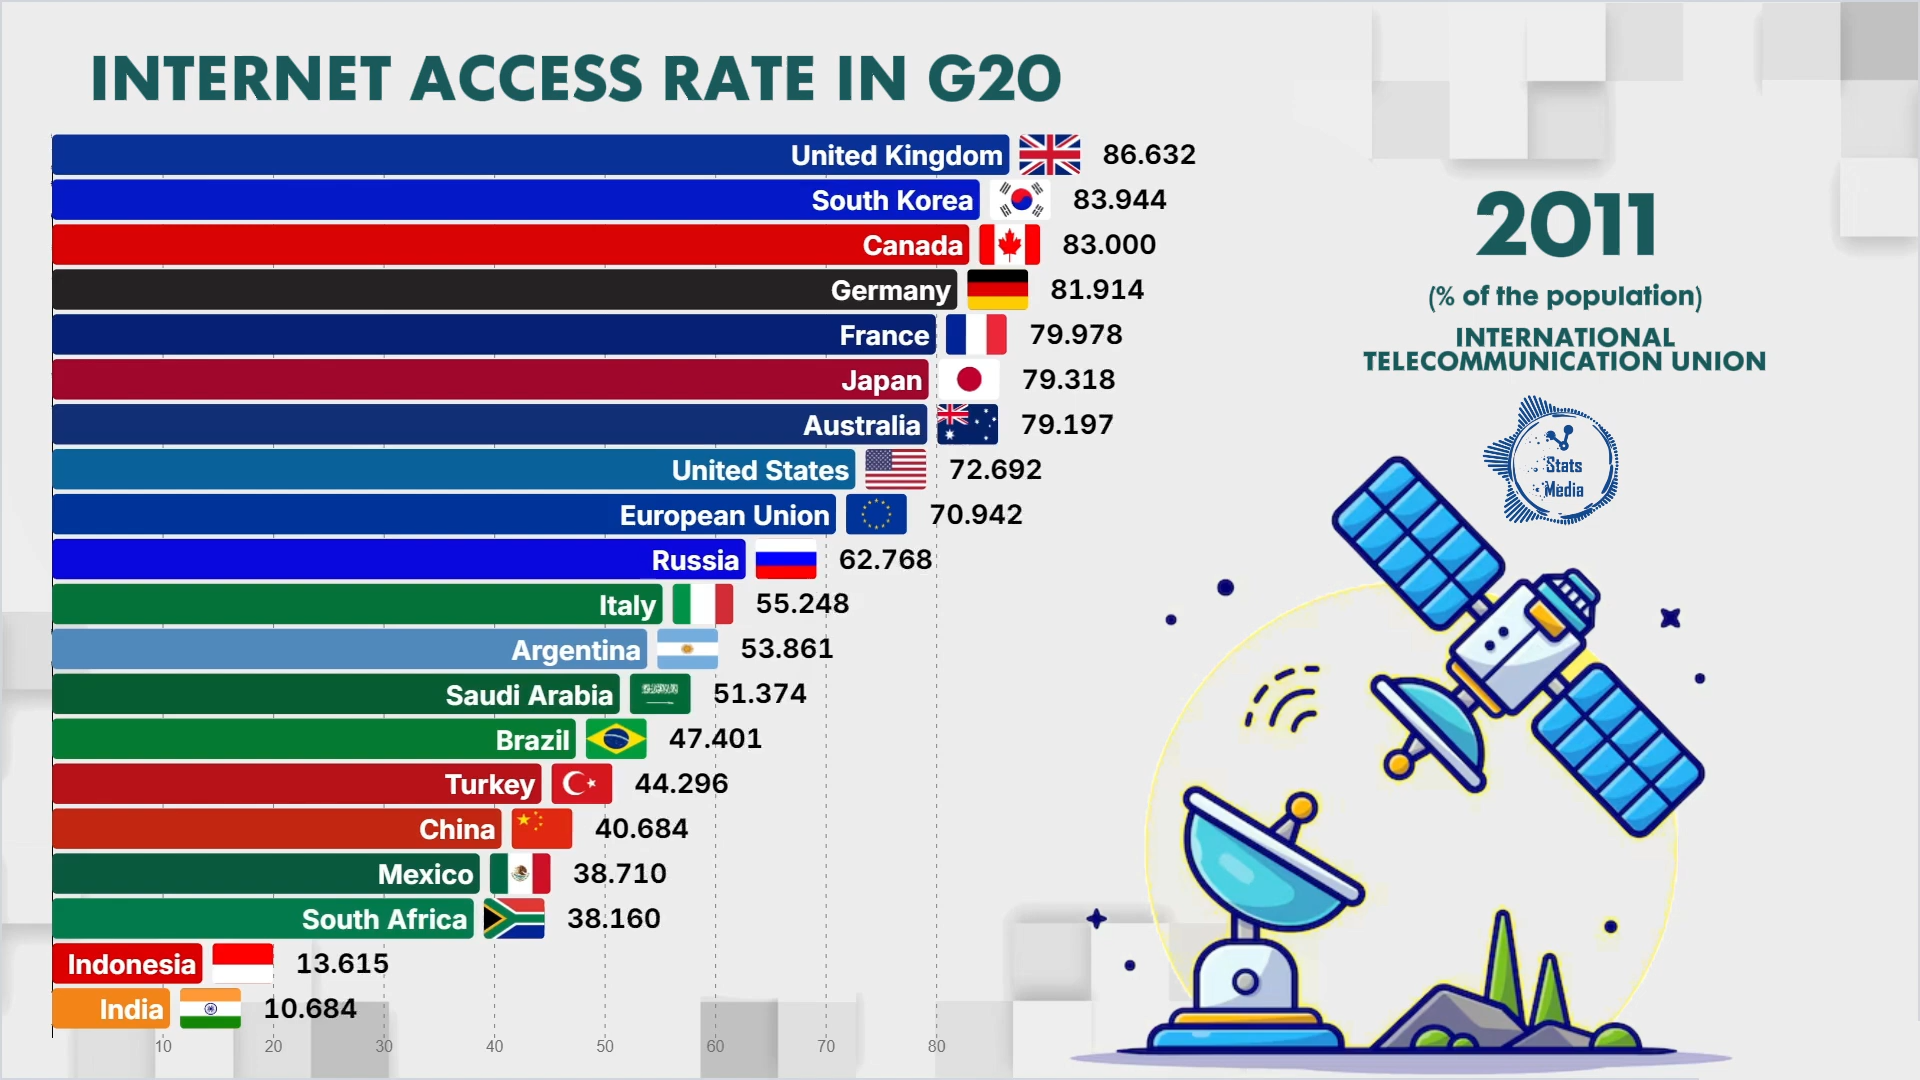 INTERNET ACCESS RATE IN G20
United Kingdom 86.632
South Korea 83.944
Canada 83.000
Germany 81.914
France 79.978
Japan 79.318
Australia 79.197
United States 72.692
European Union 70.942
Russia 62.768
Italy 55.248
Argentina 53.861
Saudi Arabia 51.374
Brazil 47.401
Turkey 44.296
China 40.684
Mexico 38.710
South Africa 38.160
Indonesia 13.615
India 10.684
10 20 30 40 50 60 70 80
2011
(% of the population)
INTERNATIONAL
TELECOMMUNICATION UNION
Stats
Media